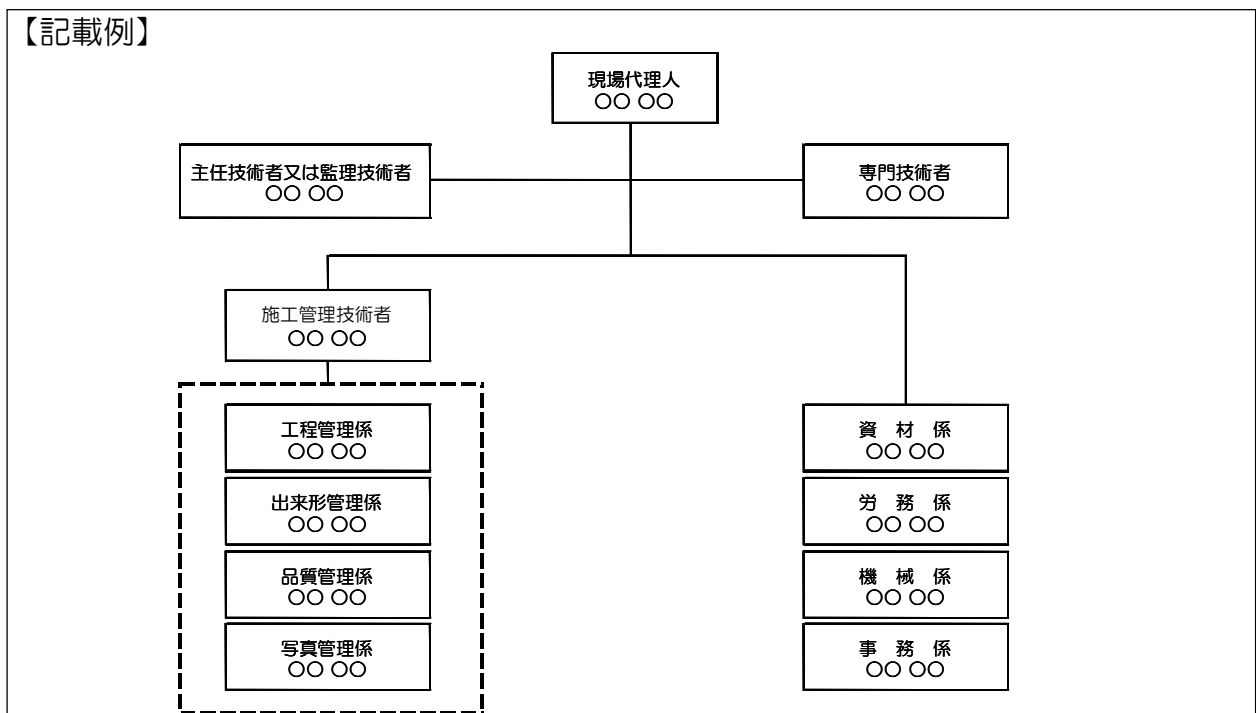 【記載例】
現場代理人
○○ ○○
主任技術者又は監理技術者
○○ ○○
専門技術者
○○ ○○
施工管理技術者
○○ ○○
工程管理係
○○ ○○
出来形管理係
○○ ○○
品質管理係
○○ ○○
写真管理係
○○ ○○
資 材 係
○○ ○○
労 務 係
○○ ○○
機 械 係
○○ ○○
事 務 係
○○ ○○